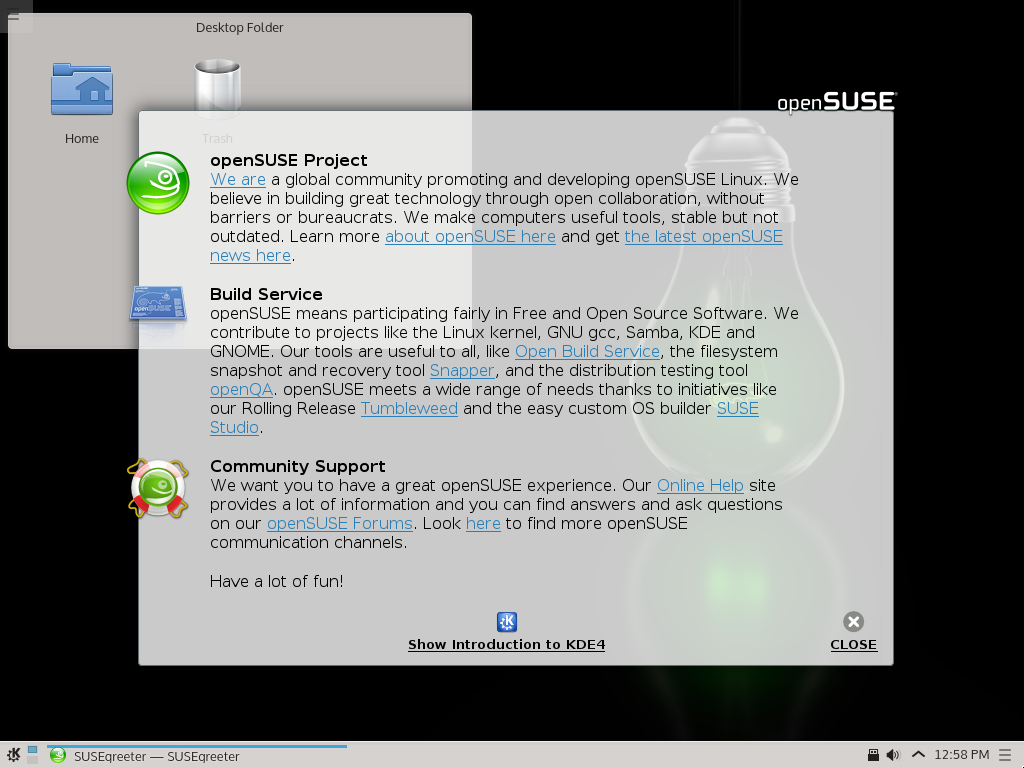 Desktop Folder
Home
Trash
openSUSE
openSUSE Project
We are a global community promoting and developing openSUSE Linux. We
believe in building great technology through open collaboration, without
barriers or bureaucrats. We make computers useful tools, stable but not
outdated. Learn more about openSUSE here and get the latest openSUSE
news here.
Build Service
openSUSE means participating fairly in Free and Open Source Software. We
contribute to projects like the Linux kernel, GNU gcc, Samba, KDE and
GNOME. Our tools are useful to all, like Open Build Service, the filesystem
snapshot and recovery tool Snapper, and the distribution testing tool
openQA. openSUSE meets a wide range of needs thanks to initiatives like
our Rolling Release Tumbleweed and the easy custom OS builder SUSE
Studio.
Community Support
We want you to have a great openSUSE experience. Our Online Help site
provides a lot of information and you can find answers and ask questions
on our openSUSE Forums. Look here to find more openSUSE
communication channels.
Have a lot of fun!
Show Introduction to KDE4
CLOSE
SUSEgreeter — SUSEgreeter
12:58 PM